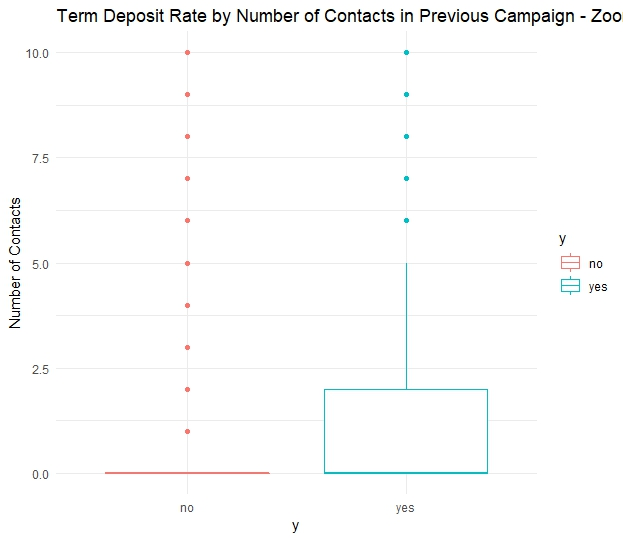 Term Deposit Rate by Number of Contacts in Previous Campaign -
10.0
7.5
5.0
2.5
0.0
Number of Contacts
no
yes
y
y
no
yes